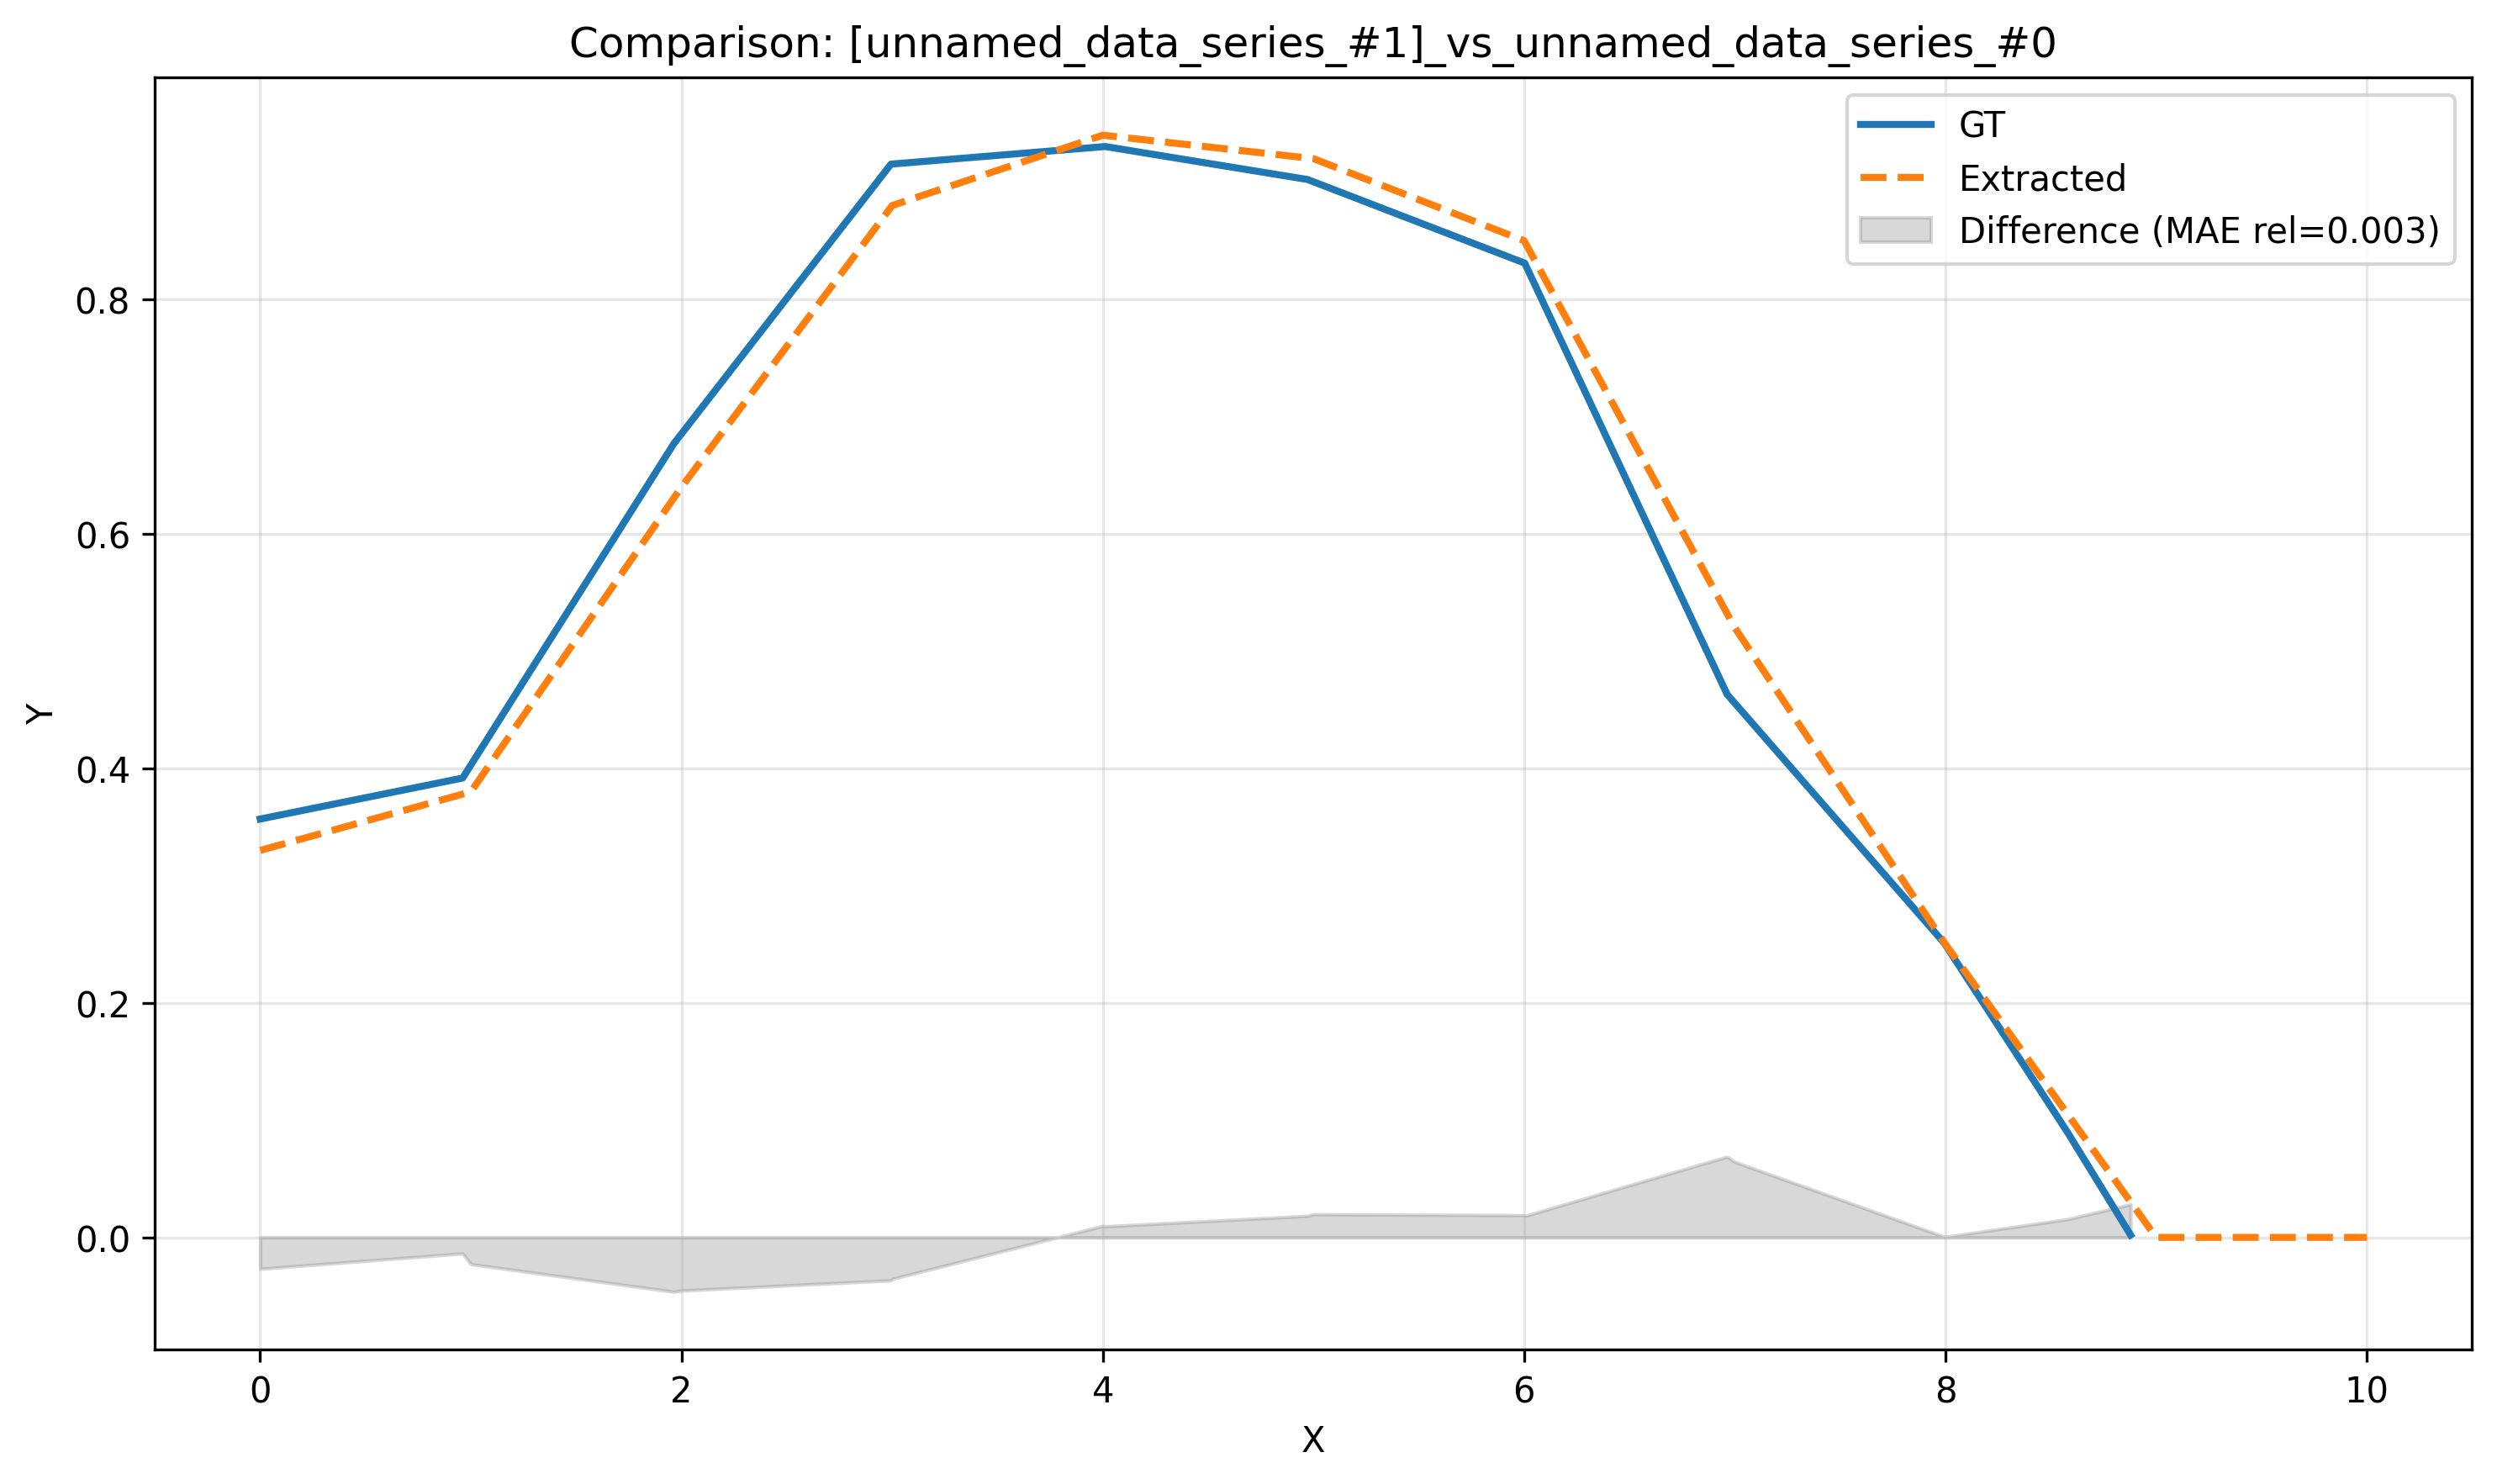 Comparison: [unnamed_data_series_#1]_vs_unnamed_data_series_#0
GT
Extracted
Difference (MAE rel=0.003)
Y
0.8
0.6
0.4
0.2
0.0
0 2 4 6 8 10
X